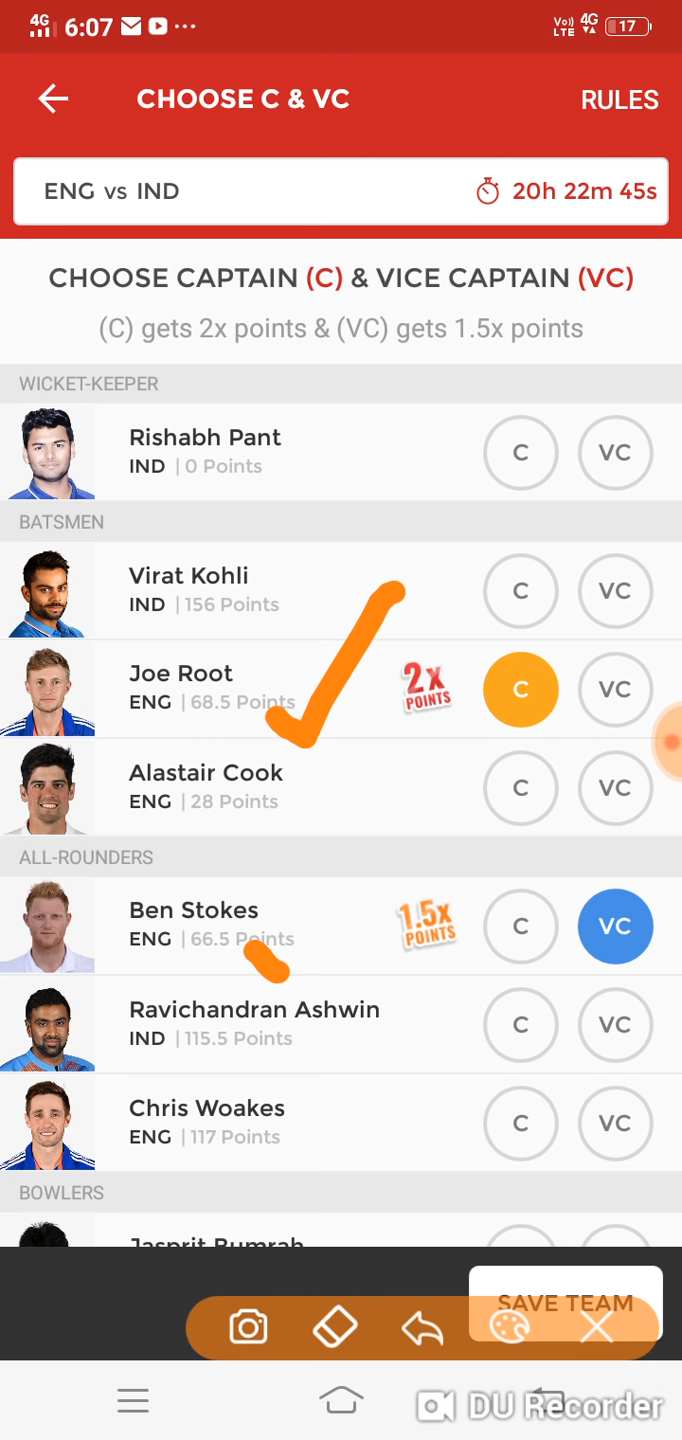 4G 6:07 ... Vo)) LTE 4G 17
CHOOSE C & VC RULES
ENG vs IND 20h 22m 45s
CHOOSE CAPTAIN (C) & VICE CAPTAIN (VC)
(C) gets 2x points & (VC) gets 1.5x points
WICKET-KEEPER
Rishabh Pant
IND | 0 Points
C VC
BATSMEN
Virat Kohli
IND | 156 Points
C VC
Joe Root
ENG | 68.5 Points
2x POINTS
C VC
Alastair Cook
ENG | 28 Points
C VC
ALL-ROUNDERS
Ben Stokes
ENG | 66.5 Points
1.5x POINTS
C VC
Ravichandran Ashwin
IND | 115.5 Points
C VC
Chris Woakes
ENG | 117 Points
C VC
BOWLERS
Jasprit Bumrah
SAVE TEAM
DU Recorder